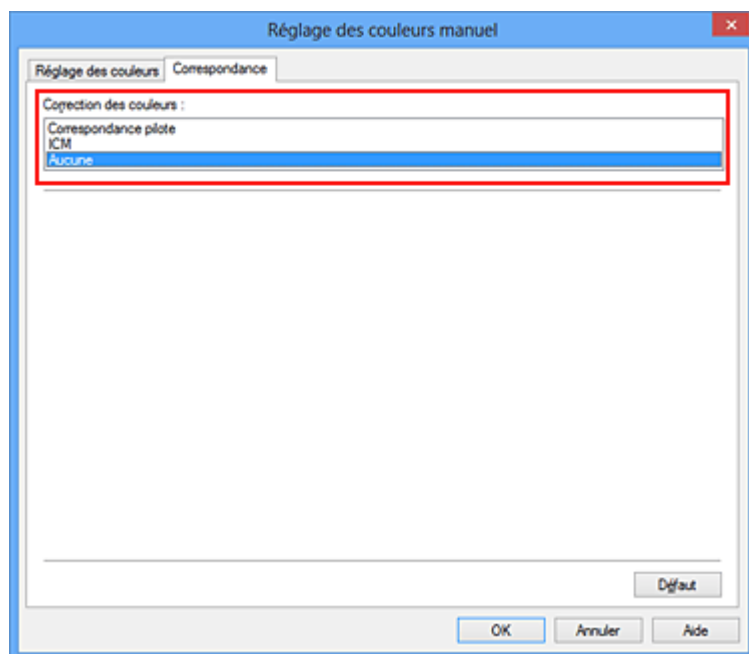 Réglage des couleurs manuel
Réglage des couleurs Correspondance
Correction des couleurs :
Correspondance pilote
ICM
Aucune
Défaut
OK Annuler Aide